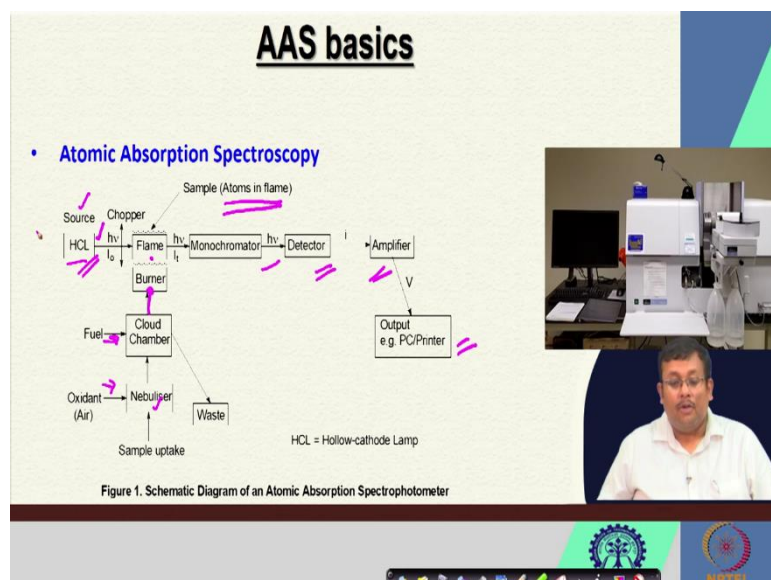 AAS basics
• Atomic Absorption Spectroscopy
Sample (Atoms in flame)
Source
Chopper
HCL
hν
I₀
Flame
hν
Iₜ
Monochromator
hν
Detector
i
Amplifier
Burner
V
Fuel
Cloud
Chamber
Output
e.g. PC/Printer
Oxidant
(Air)
Nebuliser
Waste
Sample uptake
HCL = Hollow-cathode Lamp
Figure 1. Schematic Diagram of an Atomic Absorption Spectrophotometer